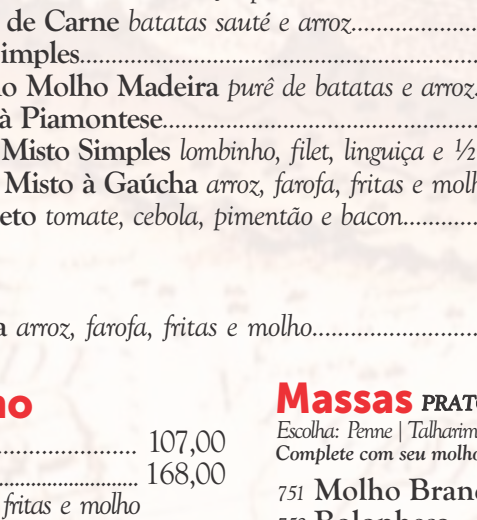 de Carne batatas sauté e arroz....................
imples....................
Molho Madeira purê de batatas e arroz.
à Piamontese....................
Misto Simples lombinho, filet, linguiça e ½
Misto à Gaúcha arroz, farofa, fritas e molh
eto tomate, cebola, pimentão e bacon....................
a arroz, farofa, fritas e molho....................
Massas PRAT
Escolha: Penne | Talharim
Complete com seu molho
.................... 107,00
.................... 168,00
fritas e molho
751 Molho Bran